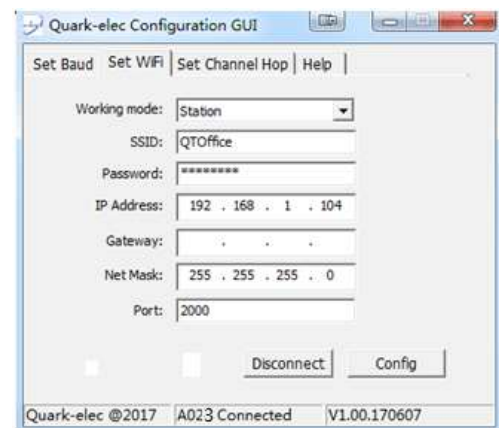 Quark-elec Configuration GUI
Set Baud Set WiFi Set Channel Hop Help
Working mode: Station
SSID: QTOffice
Password: ********
IP Address: 192 . 168 . 1 . 104
Gateway: . . .
Net Mask: 255 . 255 . 255 . 0
Port: 2000
Disconnect Config
Quark-elec @2017 A023 Connected V1.00.170607